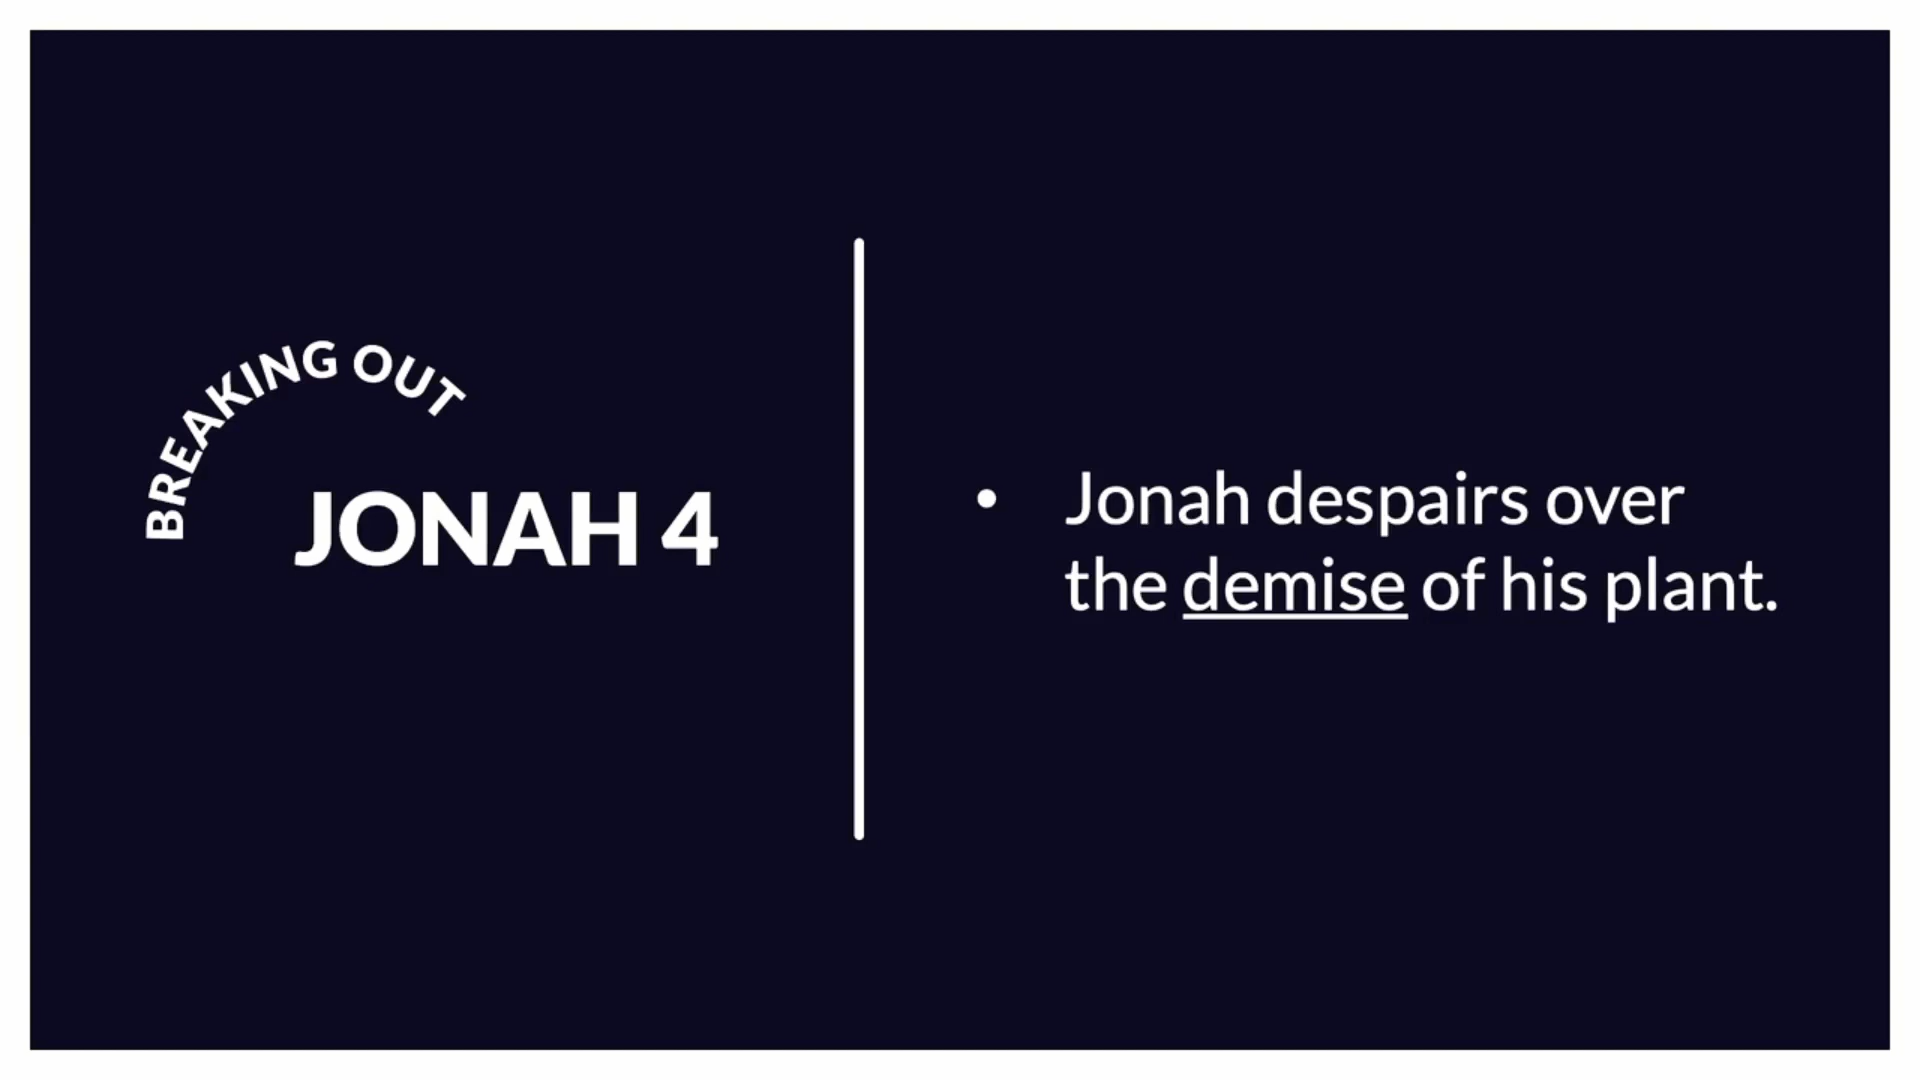 BREAKING OUT
JONAH 4
• Jonah despairs over
the demise of his plant.